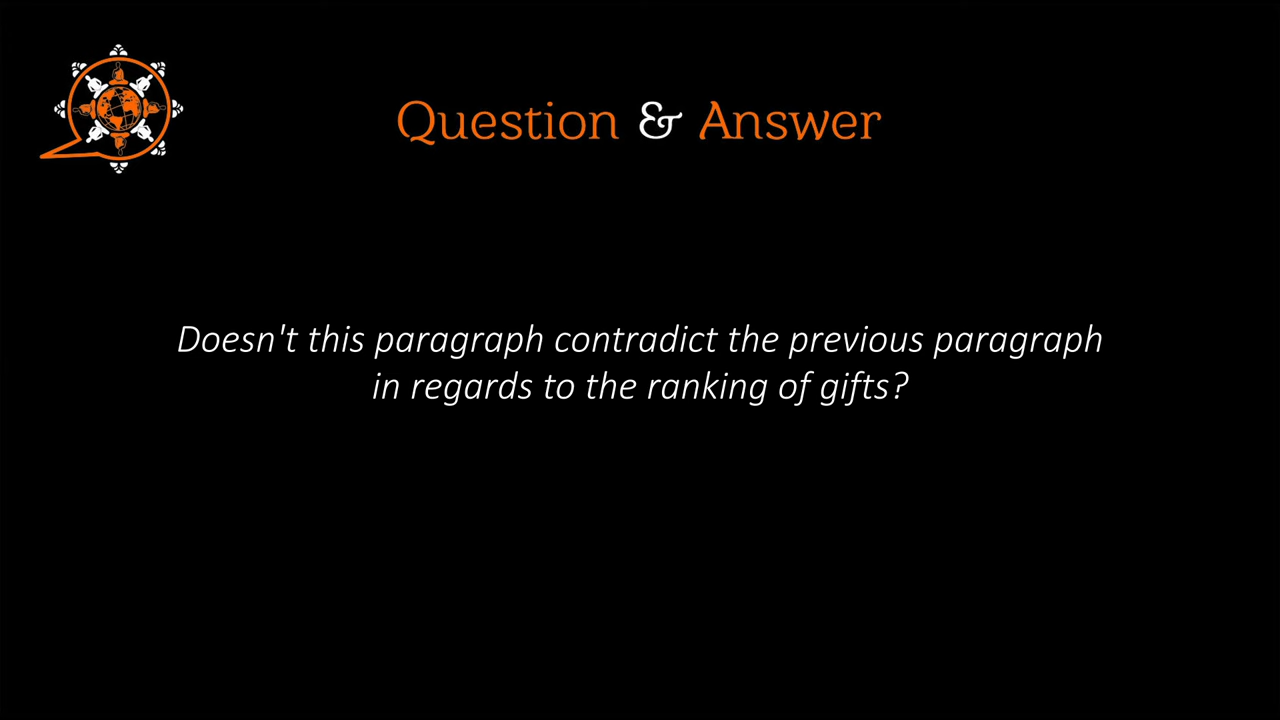 Question & Answer
Doesn't this paragraph contradict the previous paragraph
in regards to the ranking of gifts?